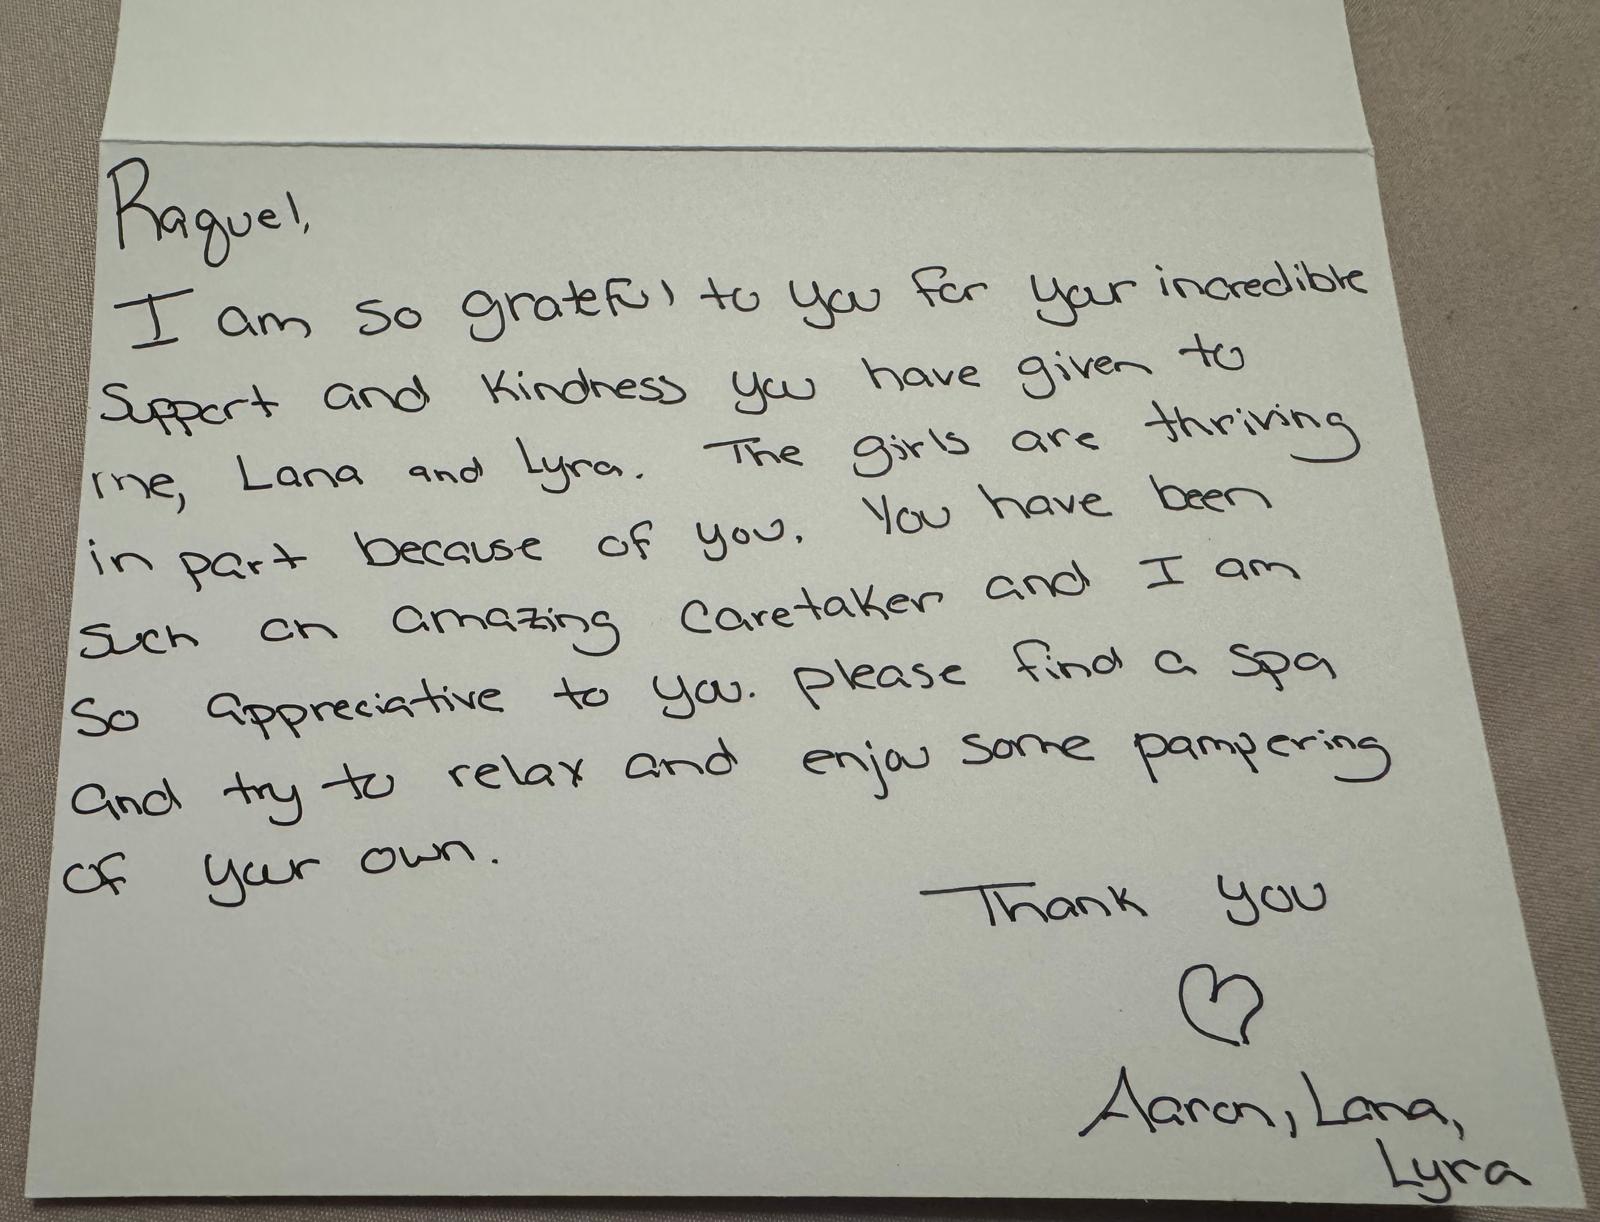 Raquel,
I am so grateful to you for your incredible
support and kindness you have given to
me, Lana and Lyra. The girls are thriving
in part because of you. You have been
such an amazing caretaker and I am
so appreciative to you. please find a spa
and try to relax and enjoy some pampering
of your own.
Thank you
♡
Aaron, Lana,
Lyra